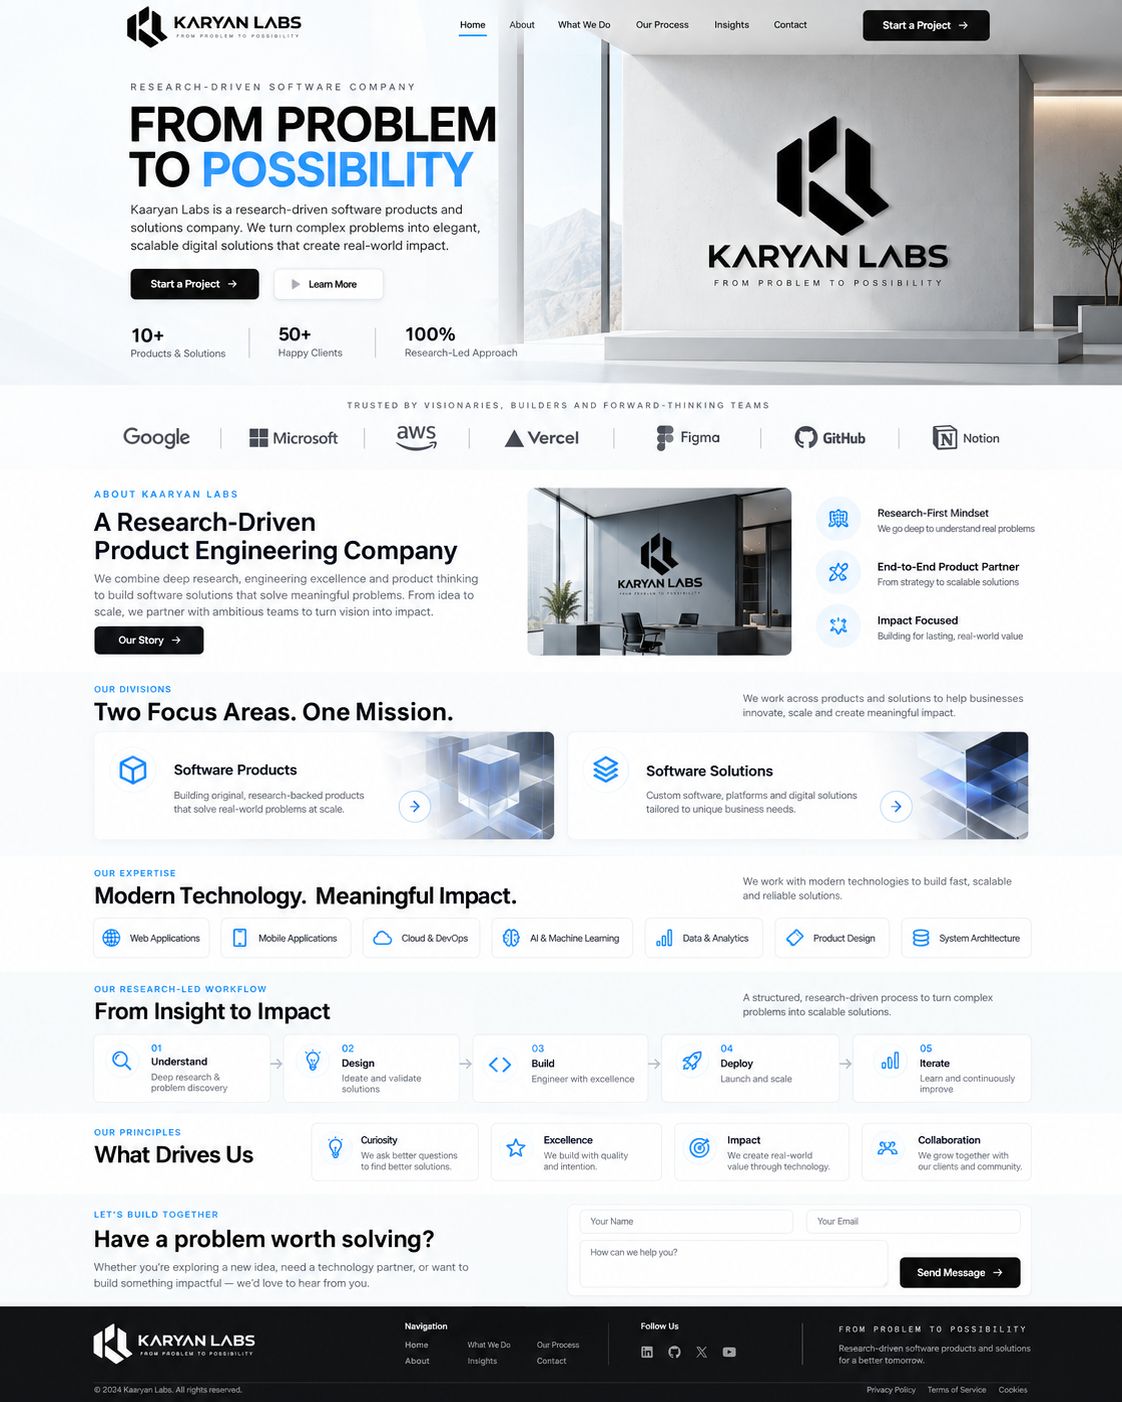 KARYAN LABS
FROM PROBLEM TO POSSIBILITY
Home
About
What We Do
Our Process
Insights
Contact
Start a Project
RESEARCH-DRIVEN SOFTWARE COMPANY
FROM PROBLEM
TO POSSIBILITY
Kaaryan Labs is a research-driven software products and
solutions company. We turn complex problems into elegant,
scalable digital solutions that create real-world impact.
Start a Project
Learn More
10+
Products & Solutions
50+
Happy Clients
100%
Research-Led Approach
KARYAN LABS
FROM PROBLEM TO POSSIBILITY
TRUSTED BY VISIONARIES, BUILDERS AND FORWARD-THINKING TEAMS
Google
Microsoft
aws
Vercel
Figma
GitHub
Notion
ABOUT KAARYAN LABS
A Research-Driven
Product Engineering Company
We combine deep research, engineering excellence and product thinking
to build software solutions that solve meaningful problems. From idea to
scale, we partner with ambitious teams to turn vision into impact.
Our Story
KARYAN LABS
FROM PROBLEM TO POSSIBILITY
Research-First Mindset
We go deep to understand real problems
End-to-End Product Partner
From strategy to scalable solutions
Impact Focused
Building for lasting, real-world value
OUR DIVISIONS
Two Focus Areas. One Mission.
We work across products and solutions to help businesses
innovate, scale and create meaningful impact.
Software Products
Building original, research-backed products
that solve real-world problems at scale.
Software Solutions
Custom software, platforms and digital solutions
tailored to unique business needs.
OUR EXPERTISE
Modern Technology. Meaningful Impact.
We work with modern technologies to build fast, scalable
and reliable solutions.
Web Applications
Mobile Applications
Cloud & DevOps
AI & Machine Learning
Data & Analytics
Product Design
System Architecture
OUR RESEARCH-LED WORKFLOW
From Insight to Impact
A structured, research-driven process to turn complex
problems into scalable solutions.
01
Understand
Deep research &
problem discovery
02
Design
Ideate and validate
solutions
03
Build
Engineer with excellence
04
Deploy
Launch and scale
05
Iterate
Learn and continuously
improve
OUR PRINCIPLES
What Drives Us
Curiosity
We ask better questions
to find better solutions.
Excellence
We build with quality
and intention.
Impact
We create real-world
value through technology.
Collaboration
We grow together with
our clients and community.
LET'S BUILD TOGETHER
Have a problem worth solving?
Whether you're exploring a new idea, need a technology partner, or want to
build something impactful — we'd love to hear from you.
Your Name
Your Email
How can we help you?
Send Message
KARYAN LABS
FROM PROBLEM TO POSSIBILITY
Navigation
Home
What We Do
Our Process
About
Insights
Contact
Follow Us
FROM PROBLEM TO POSSIBILITY
Research-driven software products and solutions
for a better tomorrow.
© 2024 Kaaryan Labs. All rights reserved.
Privacy Policy
Terms of Service
Cookies